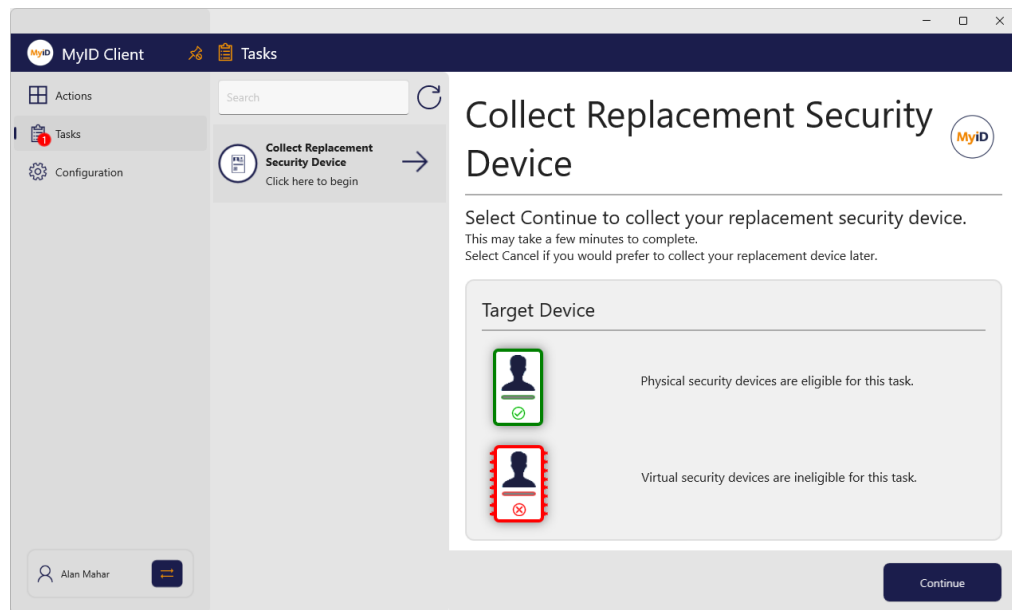 MyiD MyID Client Tasks
Actions
1
Tasks
Configuration
Search
Collect Replacement
Security Device
Click here to begin
Collect Replacement Security
Device
MyiD
Select Continue to collect your replacement security device.
This may take a few minutes to complete.
Select Cancel if you would prefer to collect your replacement device later.
Target Device
Physical security devices are eligible for this task.
Virtual security devices are ineligible for this task.
Alan Mahar
Continue